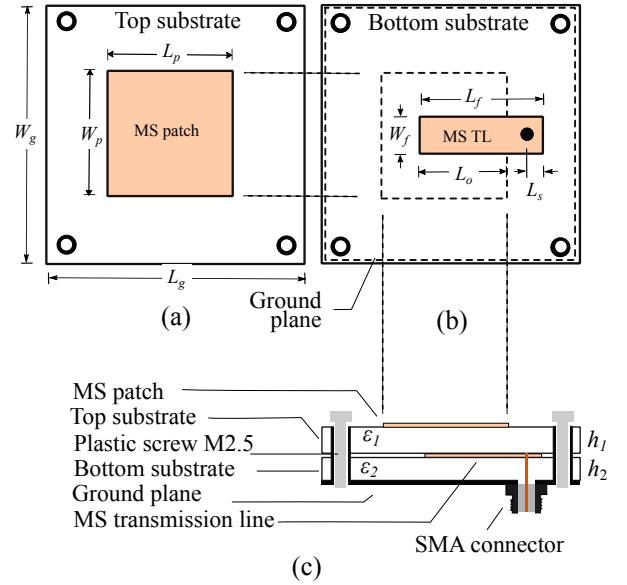 Top substrate
L_p
W_g
W_p
MS patch
L_g
(a)
Bottom substrate
L_f
W_f
MS TL
L_o
L_s
Ground
plane
(b)
MS patch
Top substrate
Plastic screw M2.5
Bottom substrate
Ground plane
MS transmission line
ε_1
ε_2
h_1
h_2
SMA connector
(c)